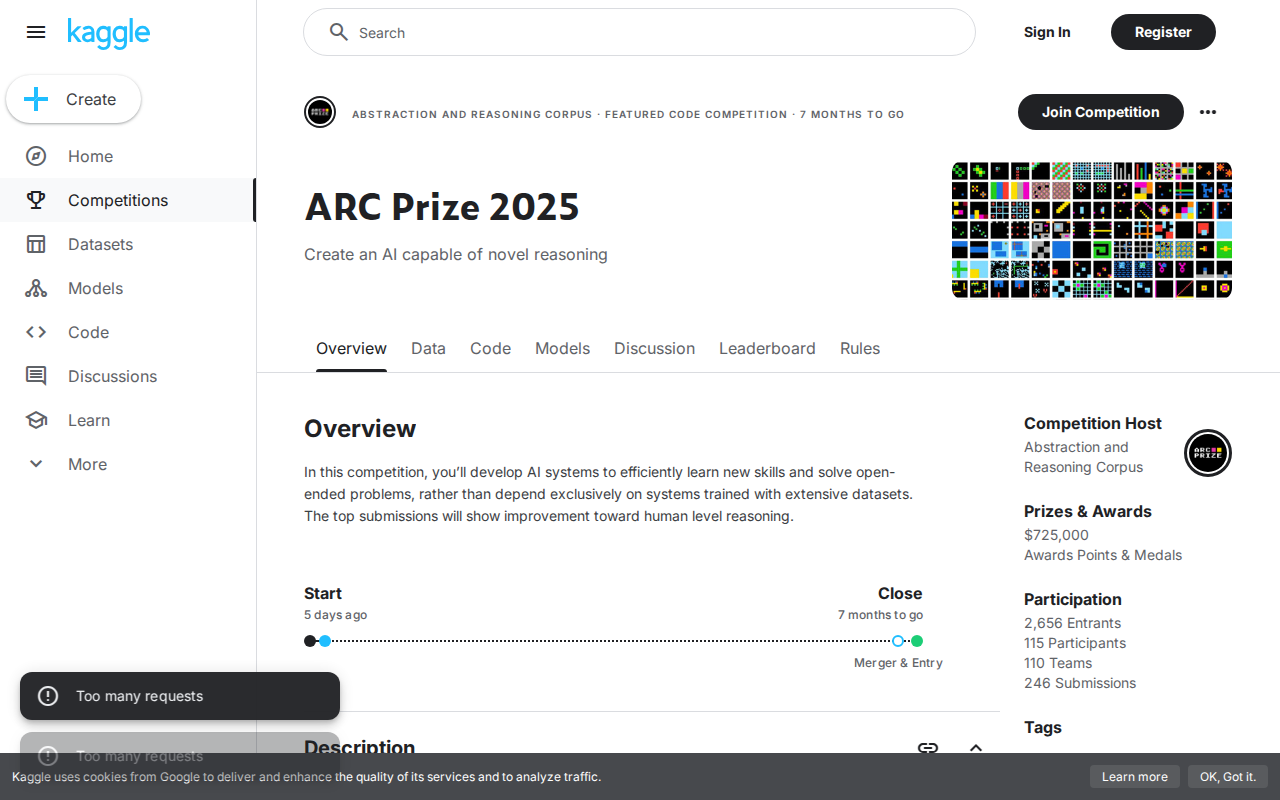 kaggle
Search
Sign In
Register
Create
Home
Competitions
Datasets
Models
Code
Discussions
Learn
More
ABSTRACTION AND REASONING CORPUS · FEATURED CODE COMPETITION · 7 MONTHS TO GO
Join Competition
ARC Prize 2025
Create an AI capable of novel reasoning
Overview
Data
Code
Models
Discussion
Leaderboard
Rules
Overview
In this competition, you’ll develop AI systems to efficiently learn new skills and solve open-
ended problems, rather than depend exclusively on systems trained with extensive datasets.
The top submissions will show improvement toward human level reasoning.
Start
5 days ago
Close
7 months to go
Merger & Entry
Description
Competition Host
Abstraction and
Reasoning Corpus
ARC
PRIZE
Prizes & Awards
$725,000
Awards Points & Medals
Participation
2,656 Entrants
115 Participants
110 Teams
246 Submissions
Tags
Too many requests
Too many requests
Kaggle uses cookies from Google to deliver and enhance the quality of its services and to analyze traffic.
Learn more
OK, Got it.